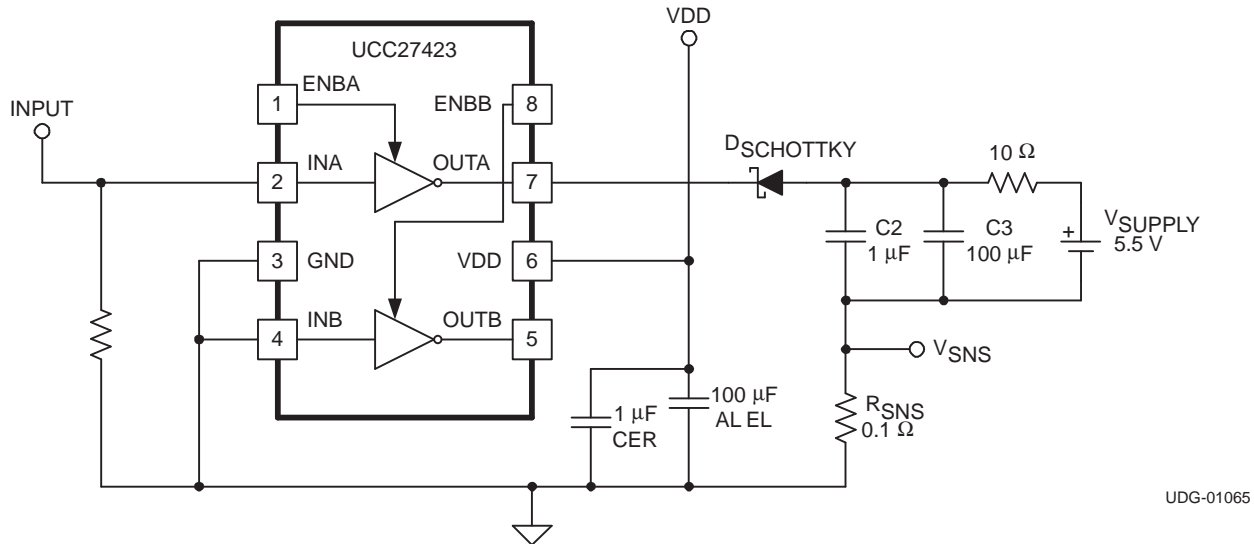 VDD
UCC27423
ENBA
1
ENBB
8
INPUT
INA
2
OUTA
7
DSCHOTTKY
10 Ω
C2
1 µF
C3
100 µF
+
VSUPPLY
5.5 V
3
GND
VDD
6
INB
4
OUTB
5
VSNS
1 µF
CER
100 µF
AL EL
RSNS
0.1 Ω
UDG-01065